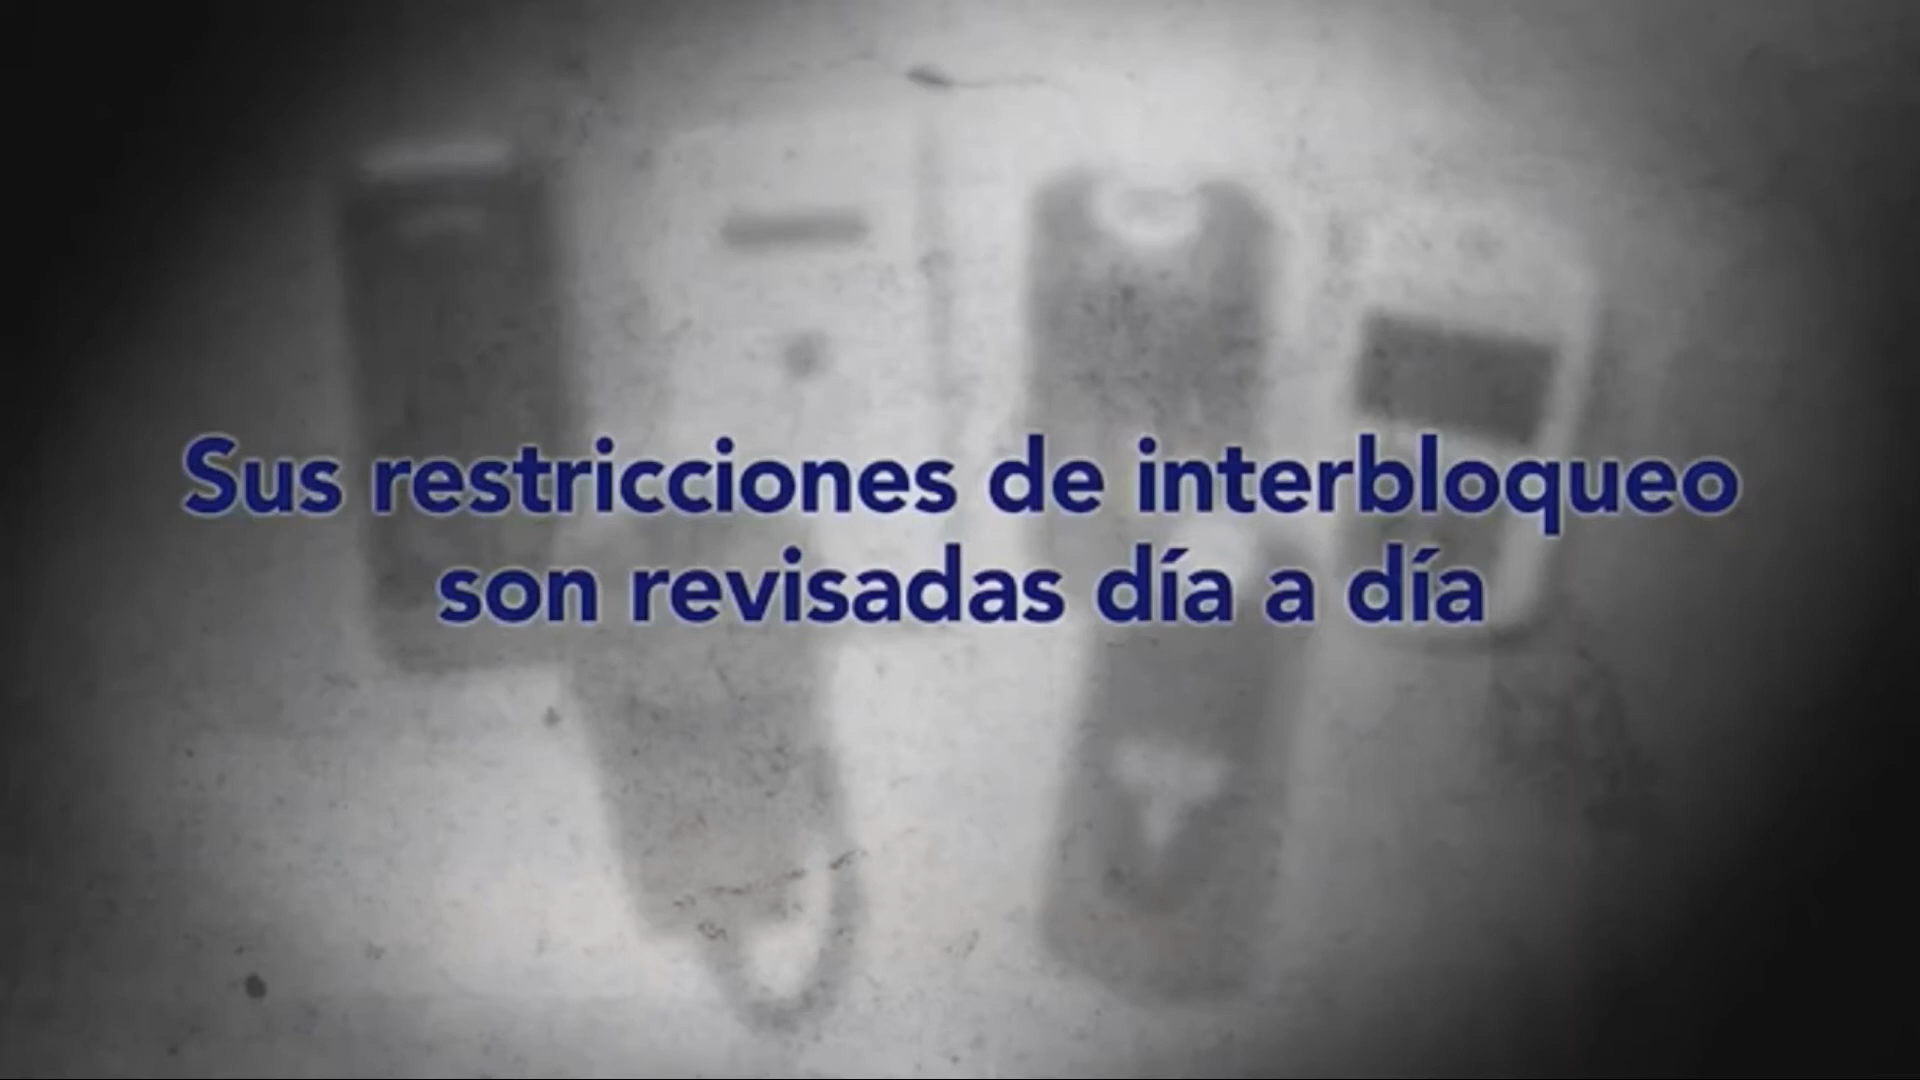 Sus restricciones de interbloqueo
son revisadas día a día